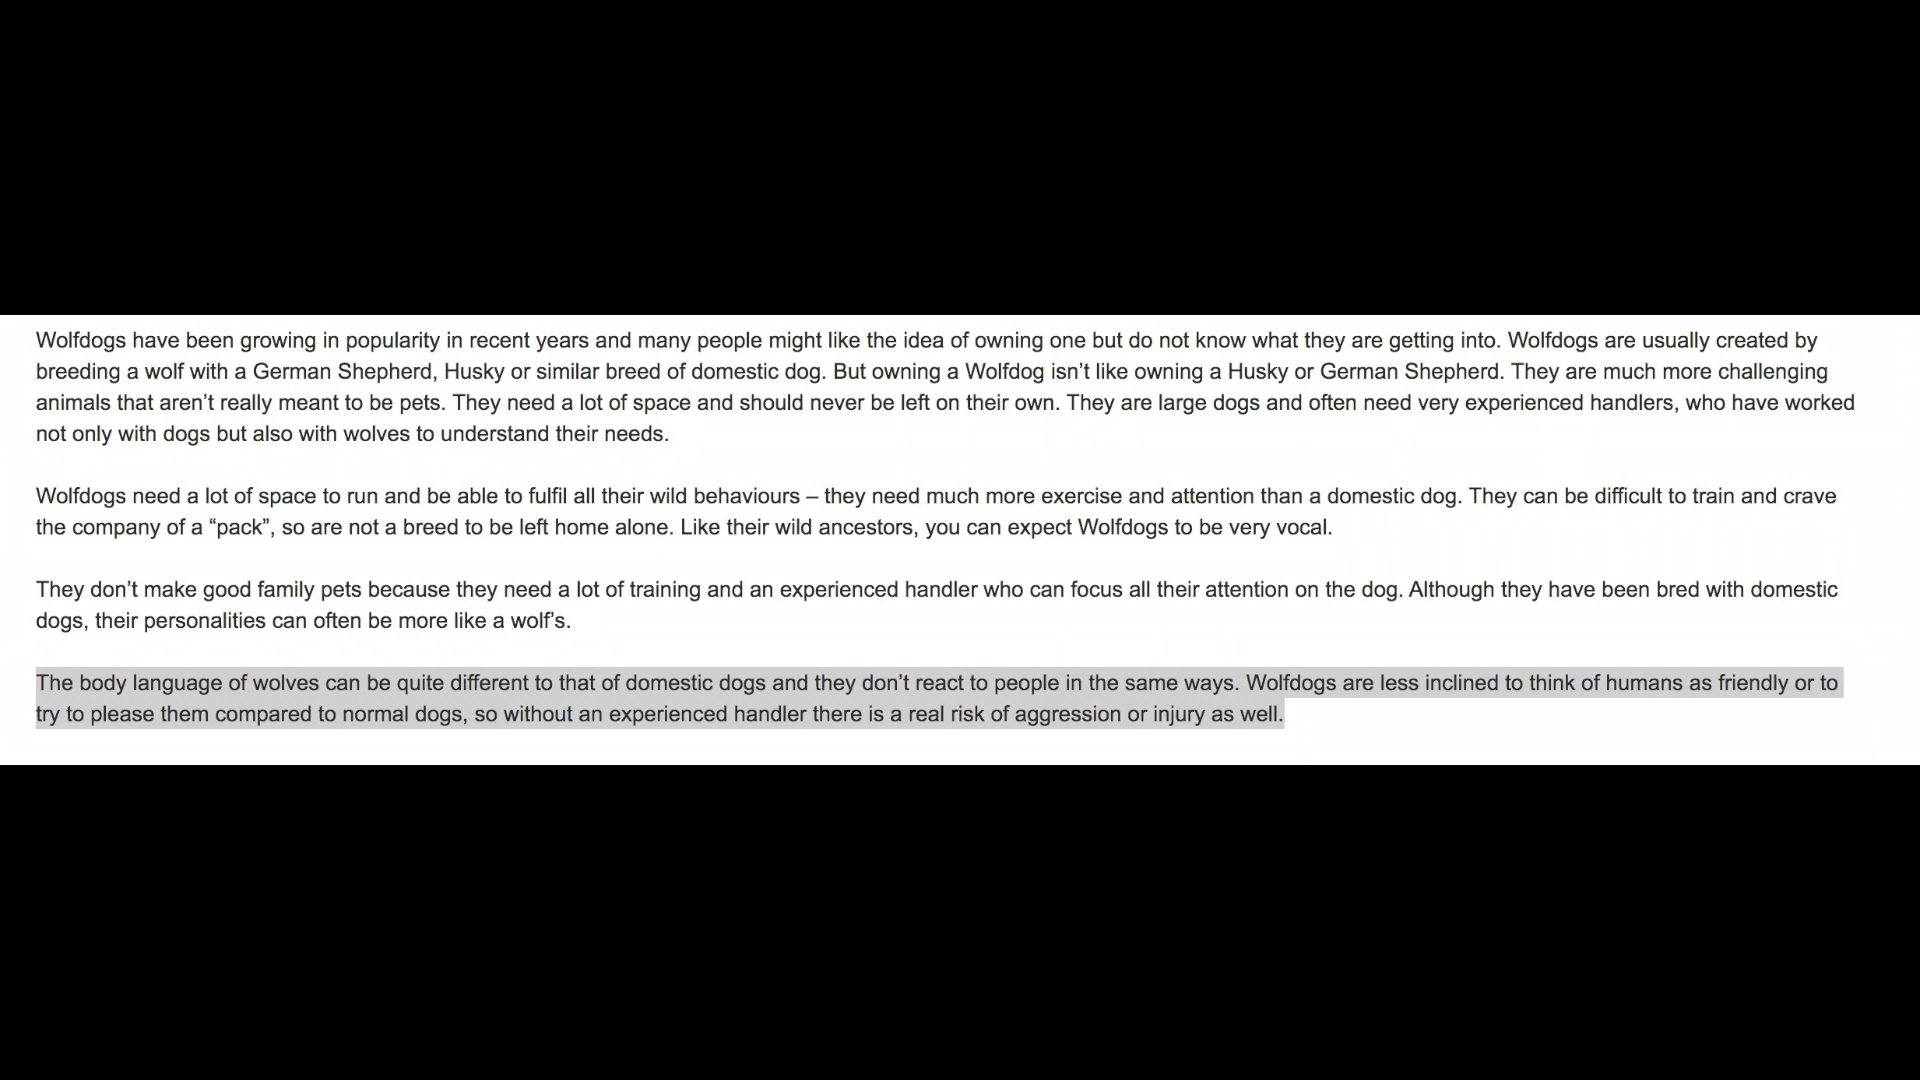 Wolfdogs have been growing in popularity in recent years and many people might like the idea of owning one but do not know what they are getting into. Wolfdogs are usually created by
breeding a wolf with a German Shepherd, Husky or similar breed of domestic dog. But owning a Wolfdog isn’t like owning a Husky or German Shepherd. They are much more challenging
animals that aren’t really meant to be pets. They need a lot of space and should never be left on their own. They are large dogs and often need very experienced handlers, who have worked
not only with dogs but also with wolves to understand their needs.
Wolfdogs need a lot of space to run and be able to fulfil all their wild behaviours – they need much more exercise and attention than a domestic dog. They can be difficult to train and crave
the company of a “pack”, so are not a breed to be left home alone. Like their wild ancestors, you can expect Wolfdogs to be very vocal.
They don’t make good family pets because they need a lot of training and an experienced handler who can focus all their attention on the dog. Although they have been bred with domestic
dogs, their personalities can often be more like a wolf’s.
The body language of wolves can be quite different to that of domestic dogs and they don’t react to people in the same ways. Wolfdogs are less inclined to think of humans as friendly or to
try to please them compared to normal dogs, so without an experienced handler there is a real risk of aggression or injury as well.